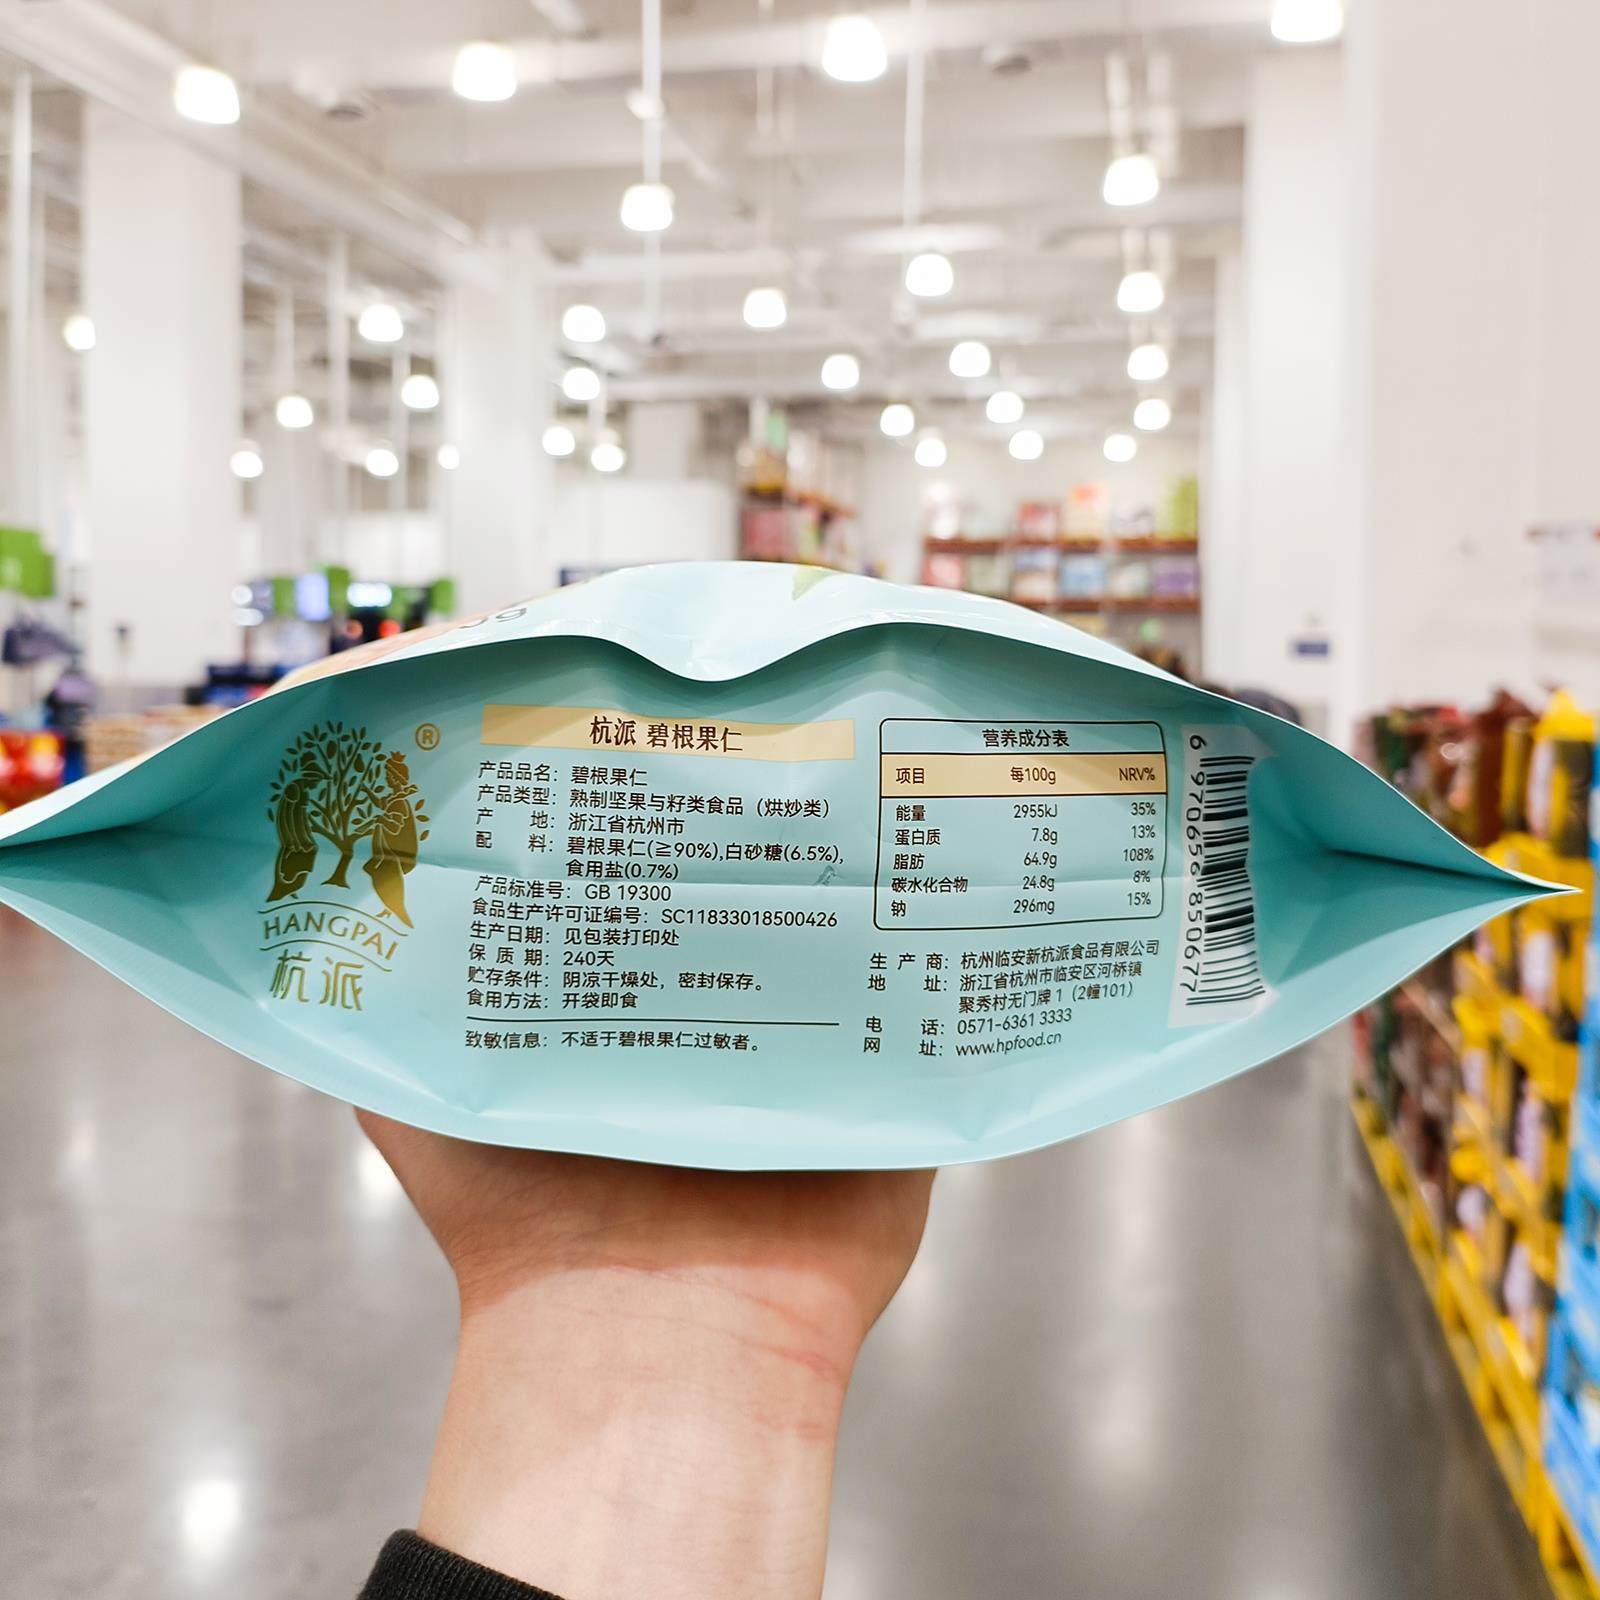 ®
HANGPAI
杭派
杭派 碧根果仁
产品品名：碧根果仁
产品类型：熟制坚果与籽类食品（烘炒类）
产 地：浙江省杭州市
配 料：碧根果仁(≧90%),白砂糖(6.5%),
食用盐(0.7%)
产品标准号：GB 19300
食品生产许可证编号：SC11833018500426
生产日期：见包装打印处
保 质 期：240天
贮存条件：阴凉干燥处，密封保存。
食用方法：开袋即食
致敏信息：不适于碧根果仁过敏者。
营养成分表
项目 每100g NRV%
能量 2955kJ 35%
蛋白质 7.8g 13%
脂肪 64.9g 108%
碳水化合物 24.8g 8%
钠 296mg 15%
生 产 商：杭州临安新杭派食品有限公司
地 址：浙江省杭州市临安区河桥镇
聚秀村无门牌 1（2幢101）
电 话：0571-6361 3333
网 址：www.hpfood.cn
6 970656 850677